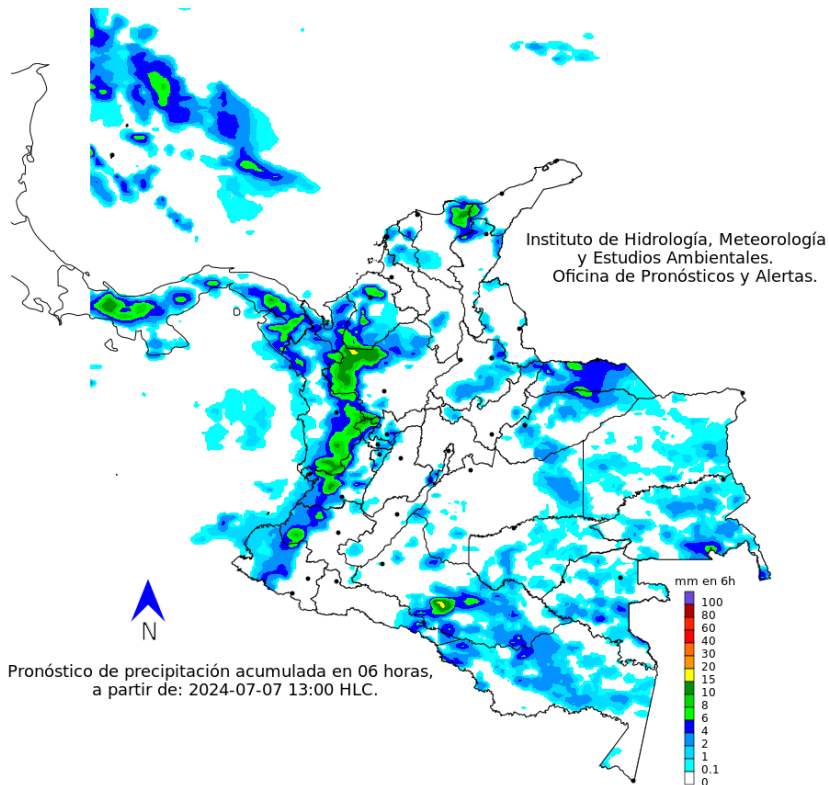 Instituto de Hidrología, Meteorología
y Estudios Ambientales.
Oficina de Pronósticos y Alertas.
N
mm en 6h
100
80
60
40
30
20
15
10
8
6
4
2
1
0.1
0
Pronóstico de precipitación acumulada en 06 horas,
a partir de: 2024-07-07 13:00 HLC.